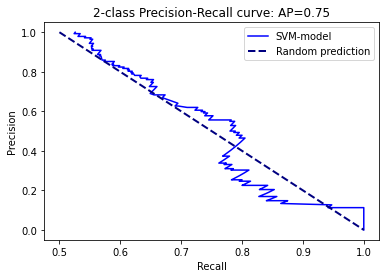 2-class Precision-Recall curve: AP=0.75
SVM-model
Random prediction
Precision
1.0
0.8
0.6
0.4
0.2
0.0
0.5
0.6
0.7
0.8
0.9
1.0
Recall